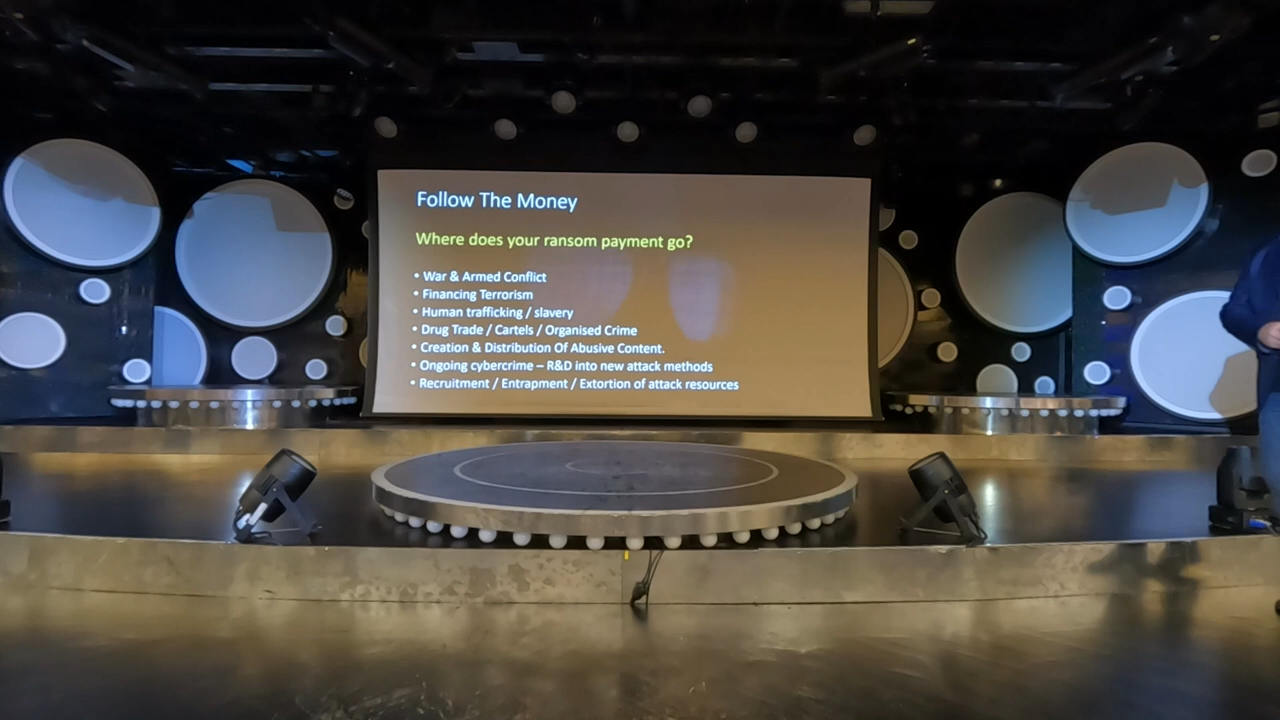 Follow The Money
Where does your ransom payment go?
• War & Armed Conflict
• Financing Terrorism
• Human trafficking / slavery
• Drug Trade / Cartels / Organised Crime
• Creation & Distribution Of Abusive Content.
• Ongoing cybercrime – R&D into new attack methods
• Recruitment / Entrapment / Extortion of attack resources